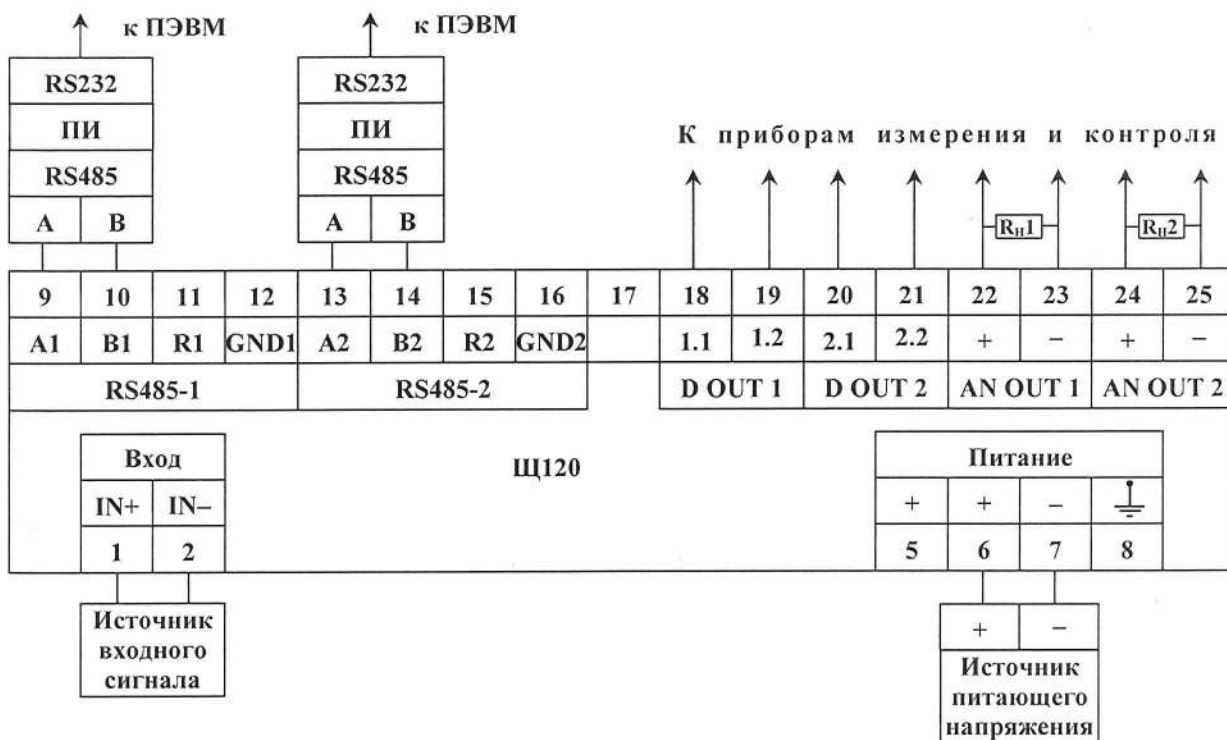 к ПЭВМ к ПЭВМ
RS232 RS232
ПИ ПИ
К приборам измерения и контроля
RS485 RS485
A B A B
Rн1 Rн2
9 10 11 12 13 14 15 16 17 18 19 20 21 22 23 24 25
A1 B1 R1 GND1 A2 B2 R2 GND2 1.1 1.2 2.1 2.2 + – + –
RS485-1 RS485-2 D OUT 1 D OUT 2 AN OUT 1 AN OUT 2
Вход Щ120 Питание
IN+ IN– + + –
1 2 5 6 7 8
Источник
входного
сигнала
+ –
Источник
питающего
напряжения